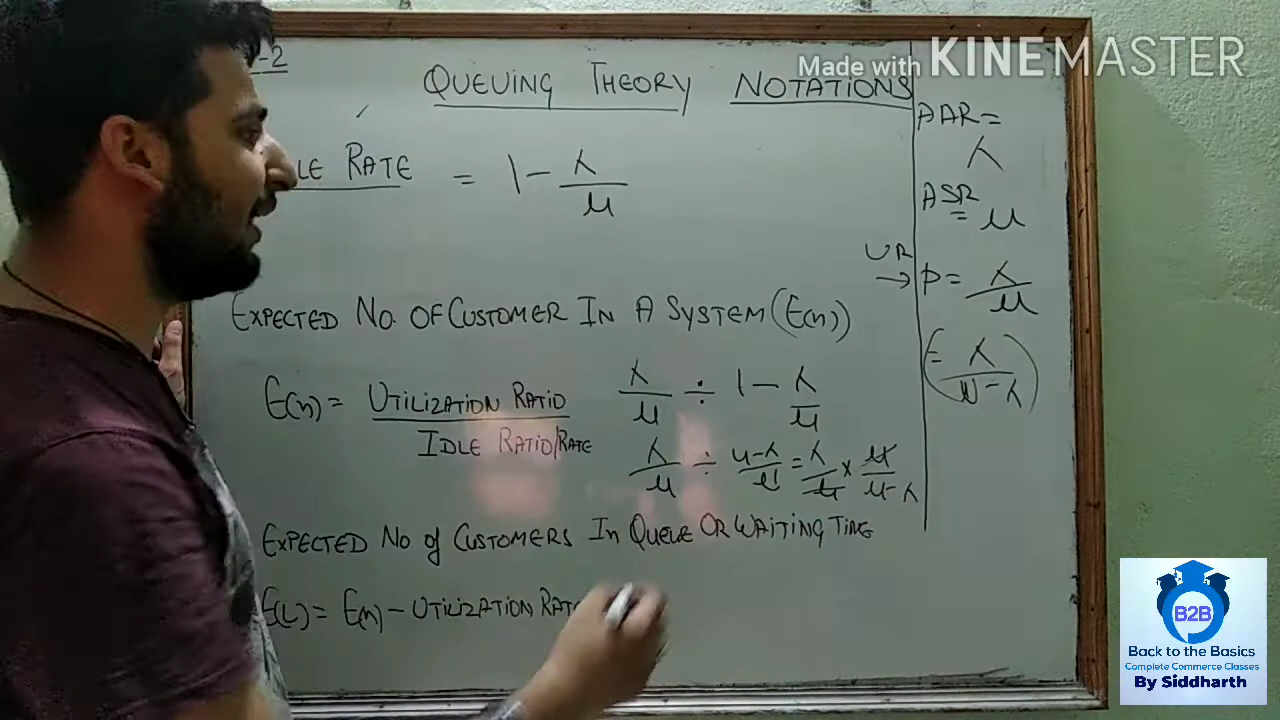 -2
QUEUING THEORY NOTATIONS
Made with KINEMASTER
AAR =
λ
LE RATE = 1 - λ/μ
ASR = μ
UR → p = λ/μ
EXPECTED NO. OF CUSTOMER IN A SYSTEM (E(n))
(= λ/μ-λ)
E(n) = UTILIZATION RATIO / IDLE RATIO/RATE
λ/μ ÷ 1 - λ/μ
λ/μ ÷ μ-λ/μ = λ/μ × μ/μ-λ
EXPECTED NO of CUSTOMERS IN QUEUE OR WAITING TING
E(L) = E(n) - UTILIZATION RAT
B2B
Back to the Basics
Complete Commerce Classes
By Siddharth